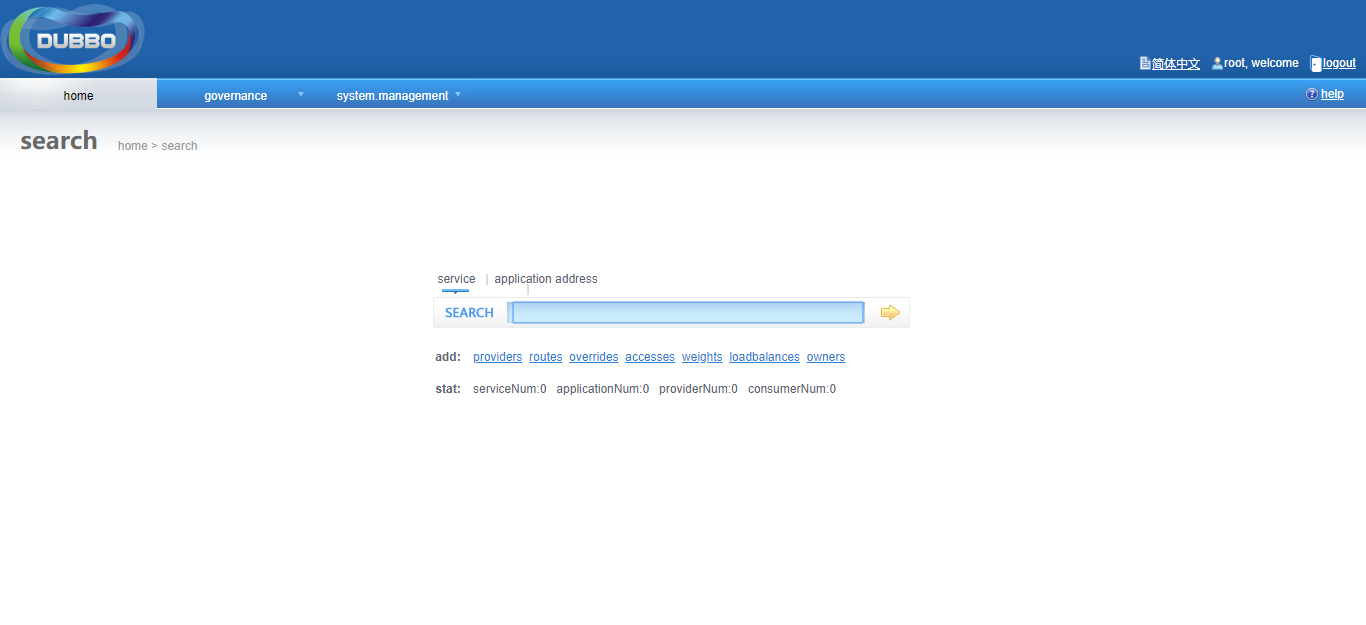 DUBBO
简体中文 root, welcome logout
home governance system.management help
search home > search
service | application address
SEARCH
add: providers routes overrides accesses weights loadbalances owners
stat: serviceNum:0 applicationNum:0 providerNum:0 consumerNum:0